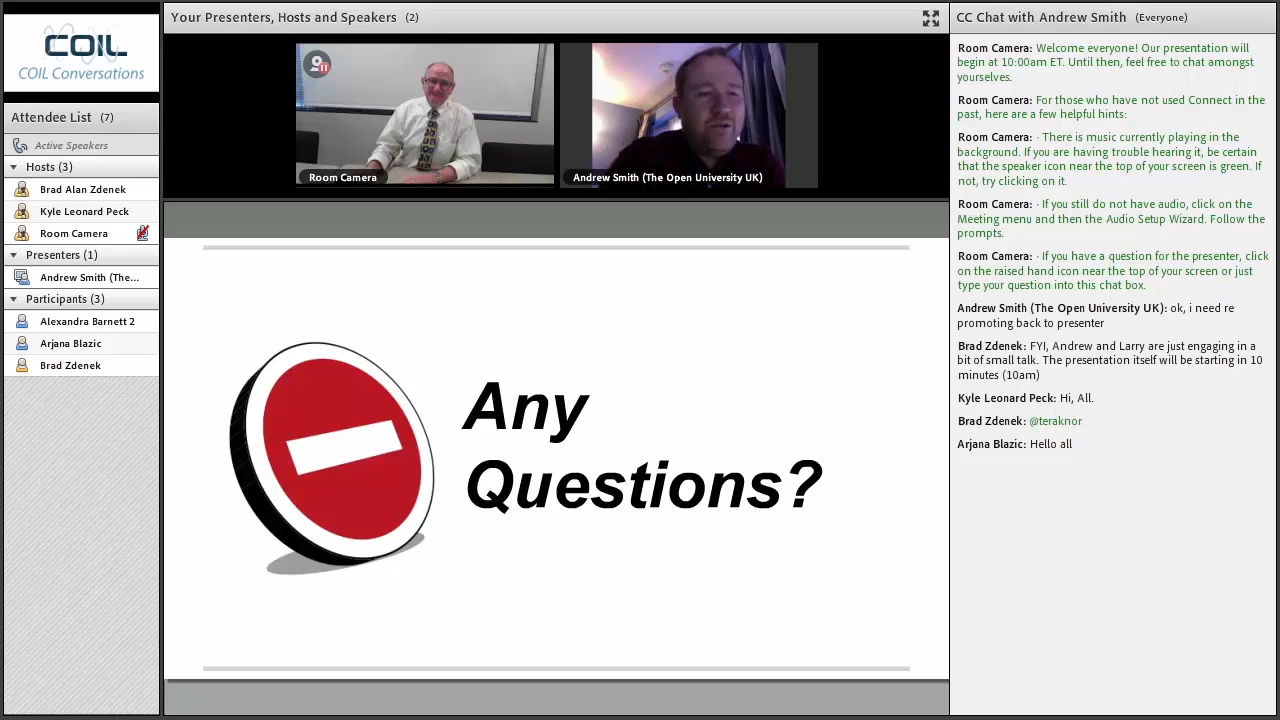 COIL
COIL Conversations
Attendee List (7)
Active Speakers
Hosts (3)
Brad Alan Zdenek
Kyle Leonard Peck
Room Camera
Presenters (1)
Andrew Smith (The...
Participants (3)
Alexandra Barnett 2
Arjana Blazic
Brad Zdenek
Your Presenters, Hosts and Speakers (2)
Room Camera
Andrew Smith (The Open University UK)
Any
Questions?
CC Chat with Andrew Smith (Everyone)
Room Camera: Welcome everyone! Our presentation will
begin at 10:00am ET. Until then, feel free to chat amongst
yourselves.
Room Camera: For those who have not used Connect in the
past, here are a few helpful hints:
Room Camera: · There is music currently playing in the
background. If you are having trouble hearing it, be certain
that the speaker icon near the top of your screen is green. If
not, try clicking on it.
Room Camera: · If you still do not have audio, click on the
Meeting menu and then the Audio Setup Wizard. Follow the
prompts.
Room Camera: · If you have a question for the presenter, click
on the raised hand icon near the top of your screen or just
type your question into this chat box.
Andrew Smith (The Open University UK): ok, i need re
promoting back to presenter
Brad Zdenek: FYI, Andrew and Larry are just engaging in a
bit of small talk. The presentation itself will be starting in 10
minutes (10am)
Kyle Leonard Peck: Hi, All.
Brad Zdenek: @teraknor
Arjana Blazic: Hello all